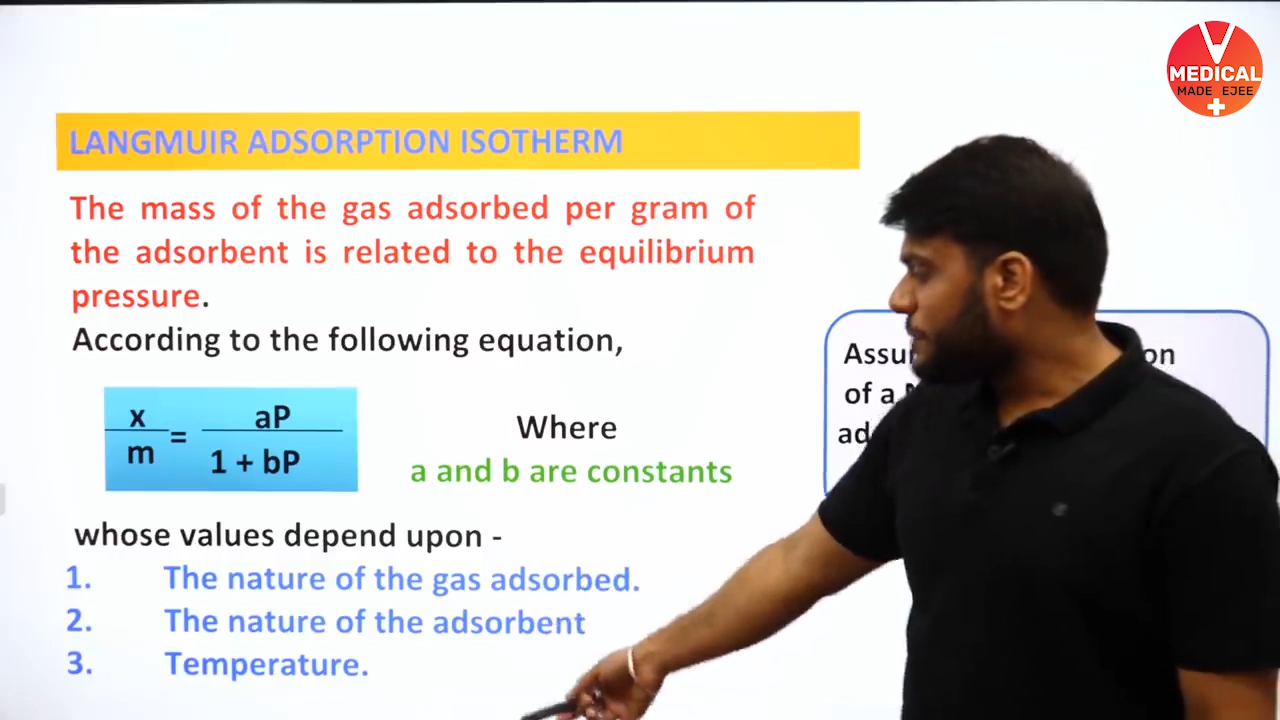 MEDICAL
MADE EJEE
LANGMUIR ADSORPTION ISOTHERM
The mass of the gas adsorbed per gram of
the adsorbent is related to the equilibrium
pressure.
According to the following equation,
x
m
=
aP
1 + bP
Where
a and b are constants
of a
whose values depend upon -
1. The nature of the gas adsorbed.
2. The nature of the adsorbent
3. Temperature.